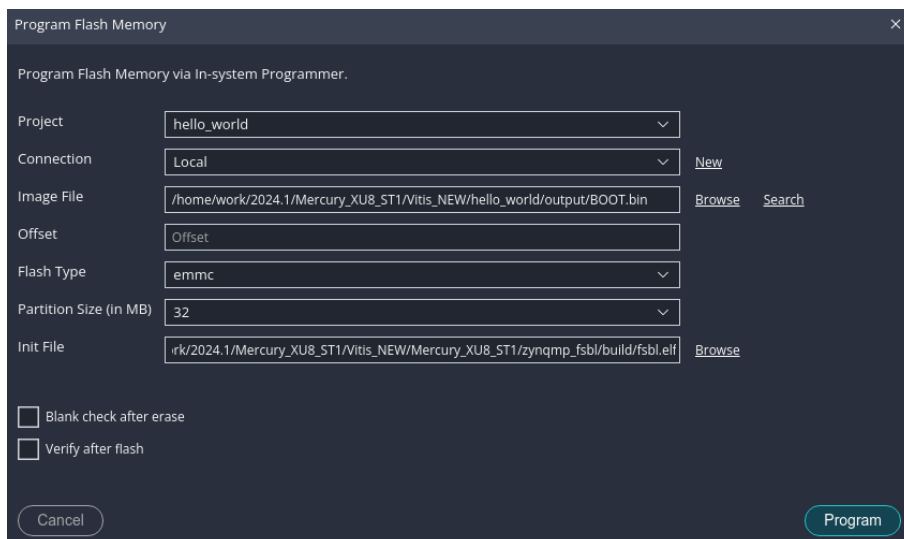 Program Flash Memory
Program Flash Memory via In-system Programmer.
Project hello_world
Connection Local New
Image File /home/work/2024.1/Mercury_XU8_ST1/Vitis_NEW/hello_world/output/BOOT.bin Browse Search
Offset Offset
Flash Type emmc
Partition Size (in MB) 32
Init File rk/2024.1/Mercury_XU8_ST1/Vitis_NEW/Mercury_XU8_ST1/zynqmp_fsbl/build/fsbl.elf Browse
Blank check after erase
Verify after flash
Cancel Program